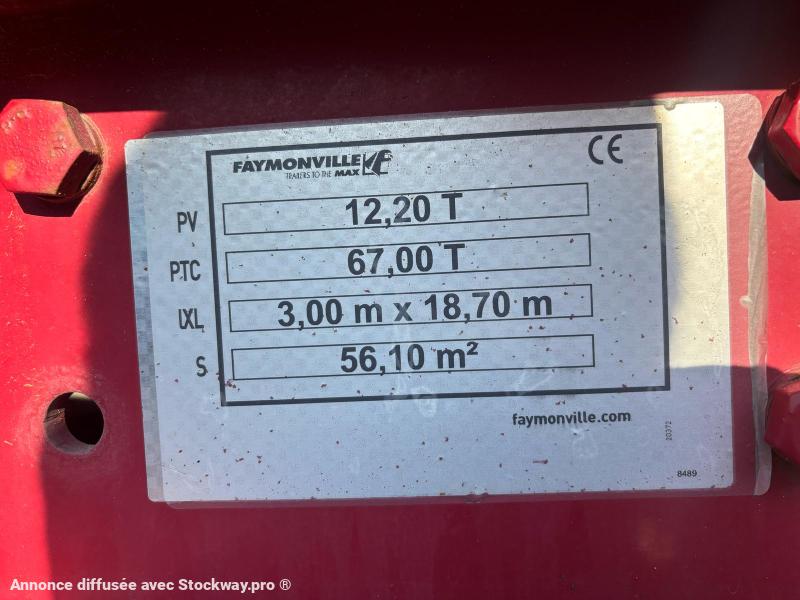 FAYMONVILLE
TRAILERS TO THE MAX
CE
PV 12,20 T
PTC 67,00 T
lXL 3,00 m x 18,70 m
S 56,10 m²
faymonville.com
20372
8489
Annonce diffusée avec Stockway.pro ®